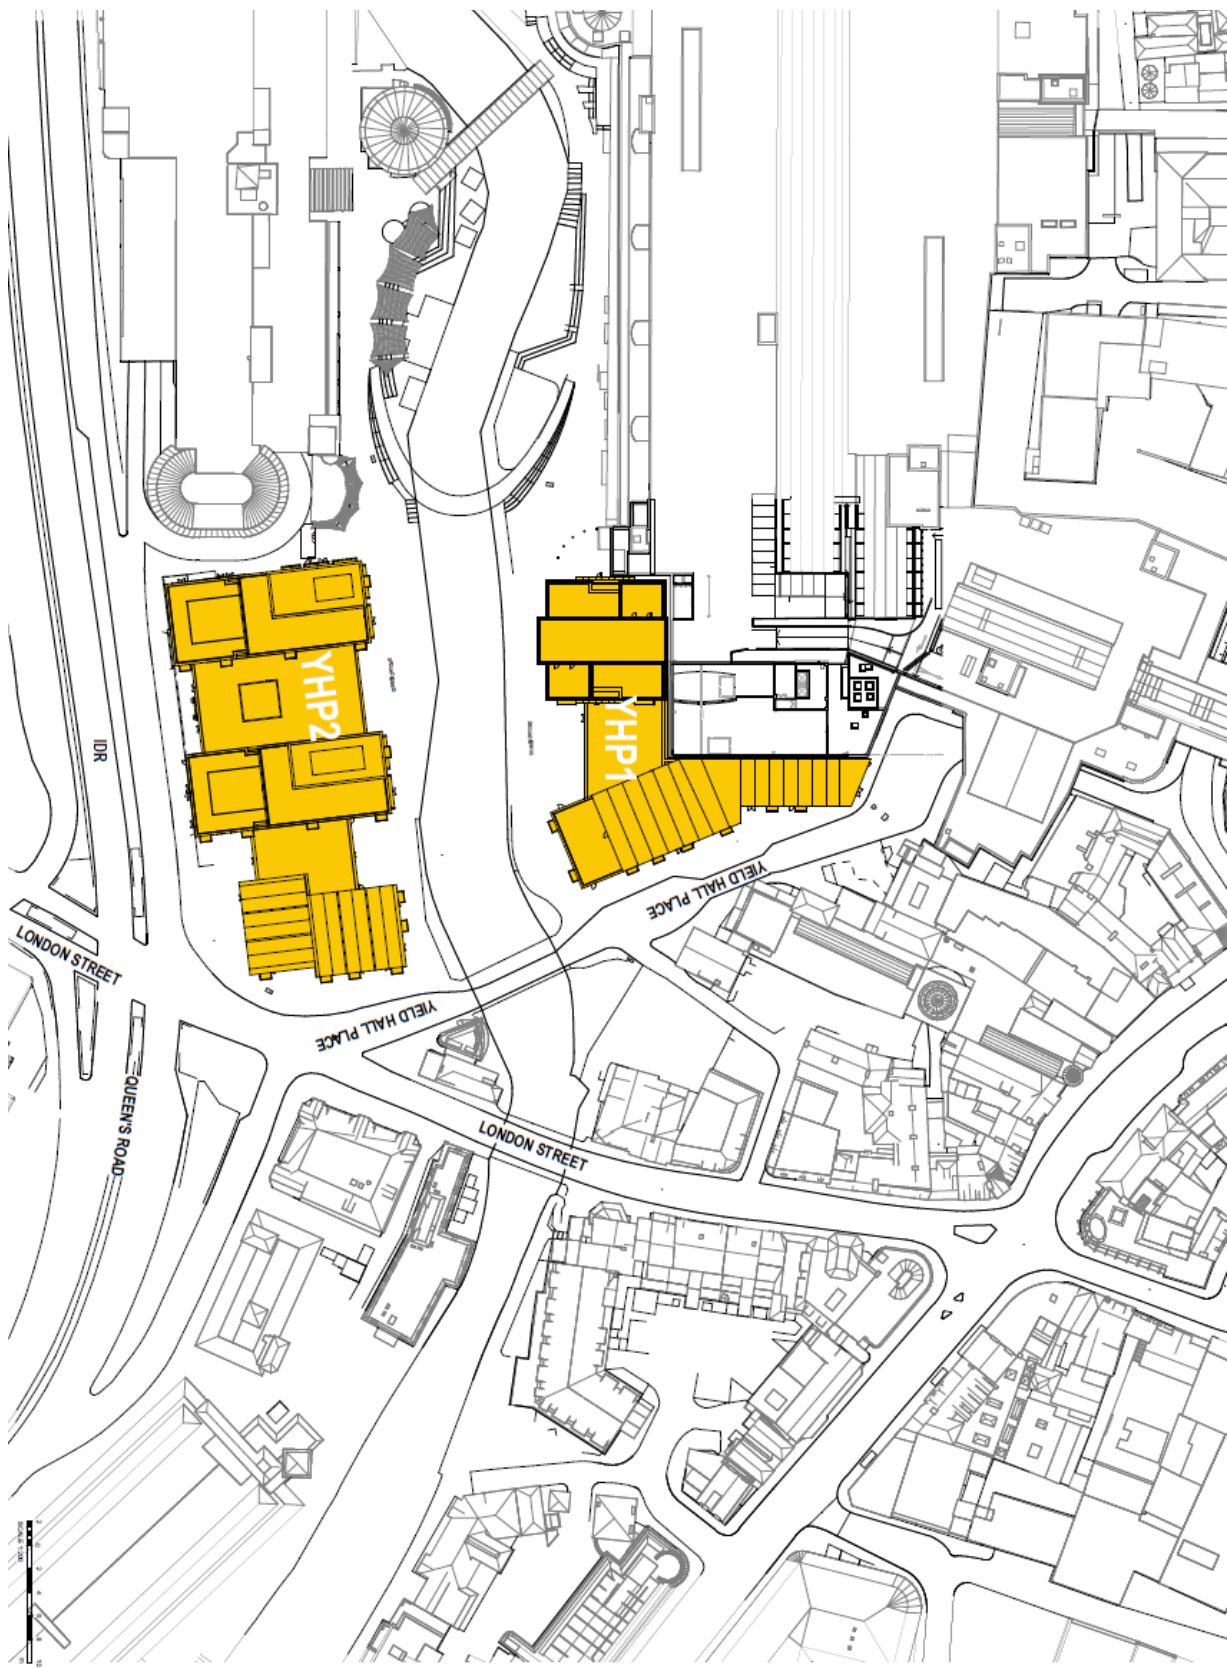 YHP2
YHP1
IDR
YIELD HALL PLACE
LONDON STREET
YIELD HALL PLACE
QUEEN'S ROAD
LONDON STREET